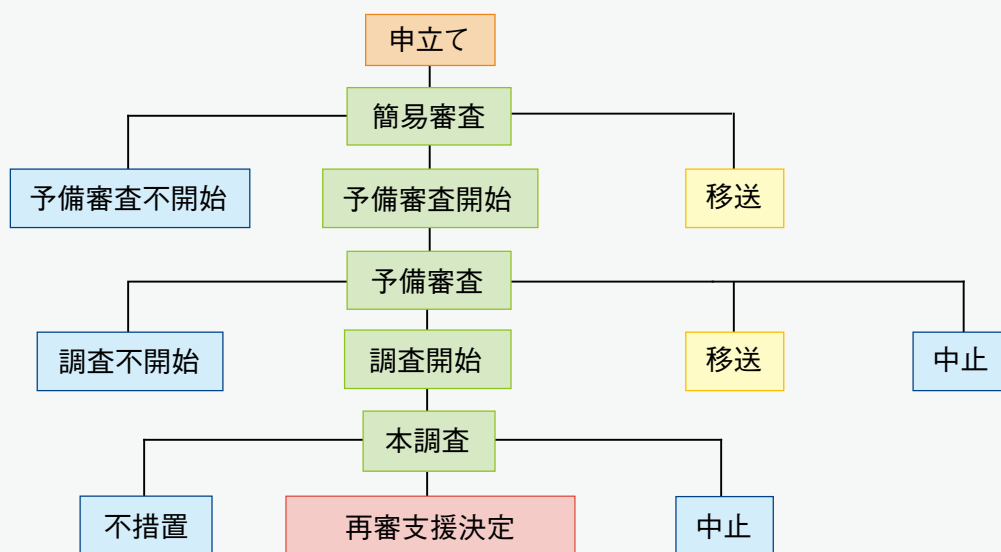 申立て
簡易審査
予備審査不開始
予備審査開始
移送
予備審査
調査不開始
調査開始
移送
中止
本調査
不措置
再審支援決定
中止